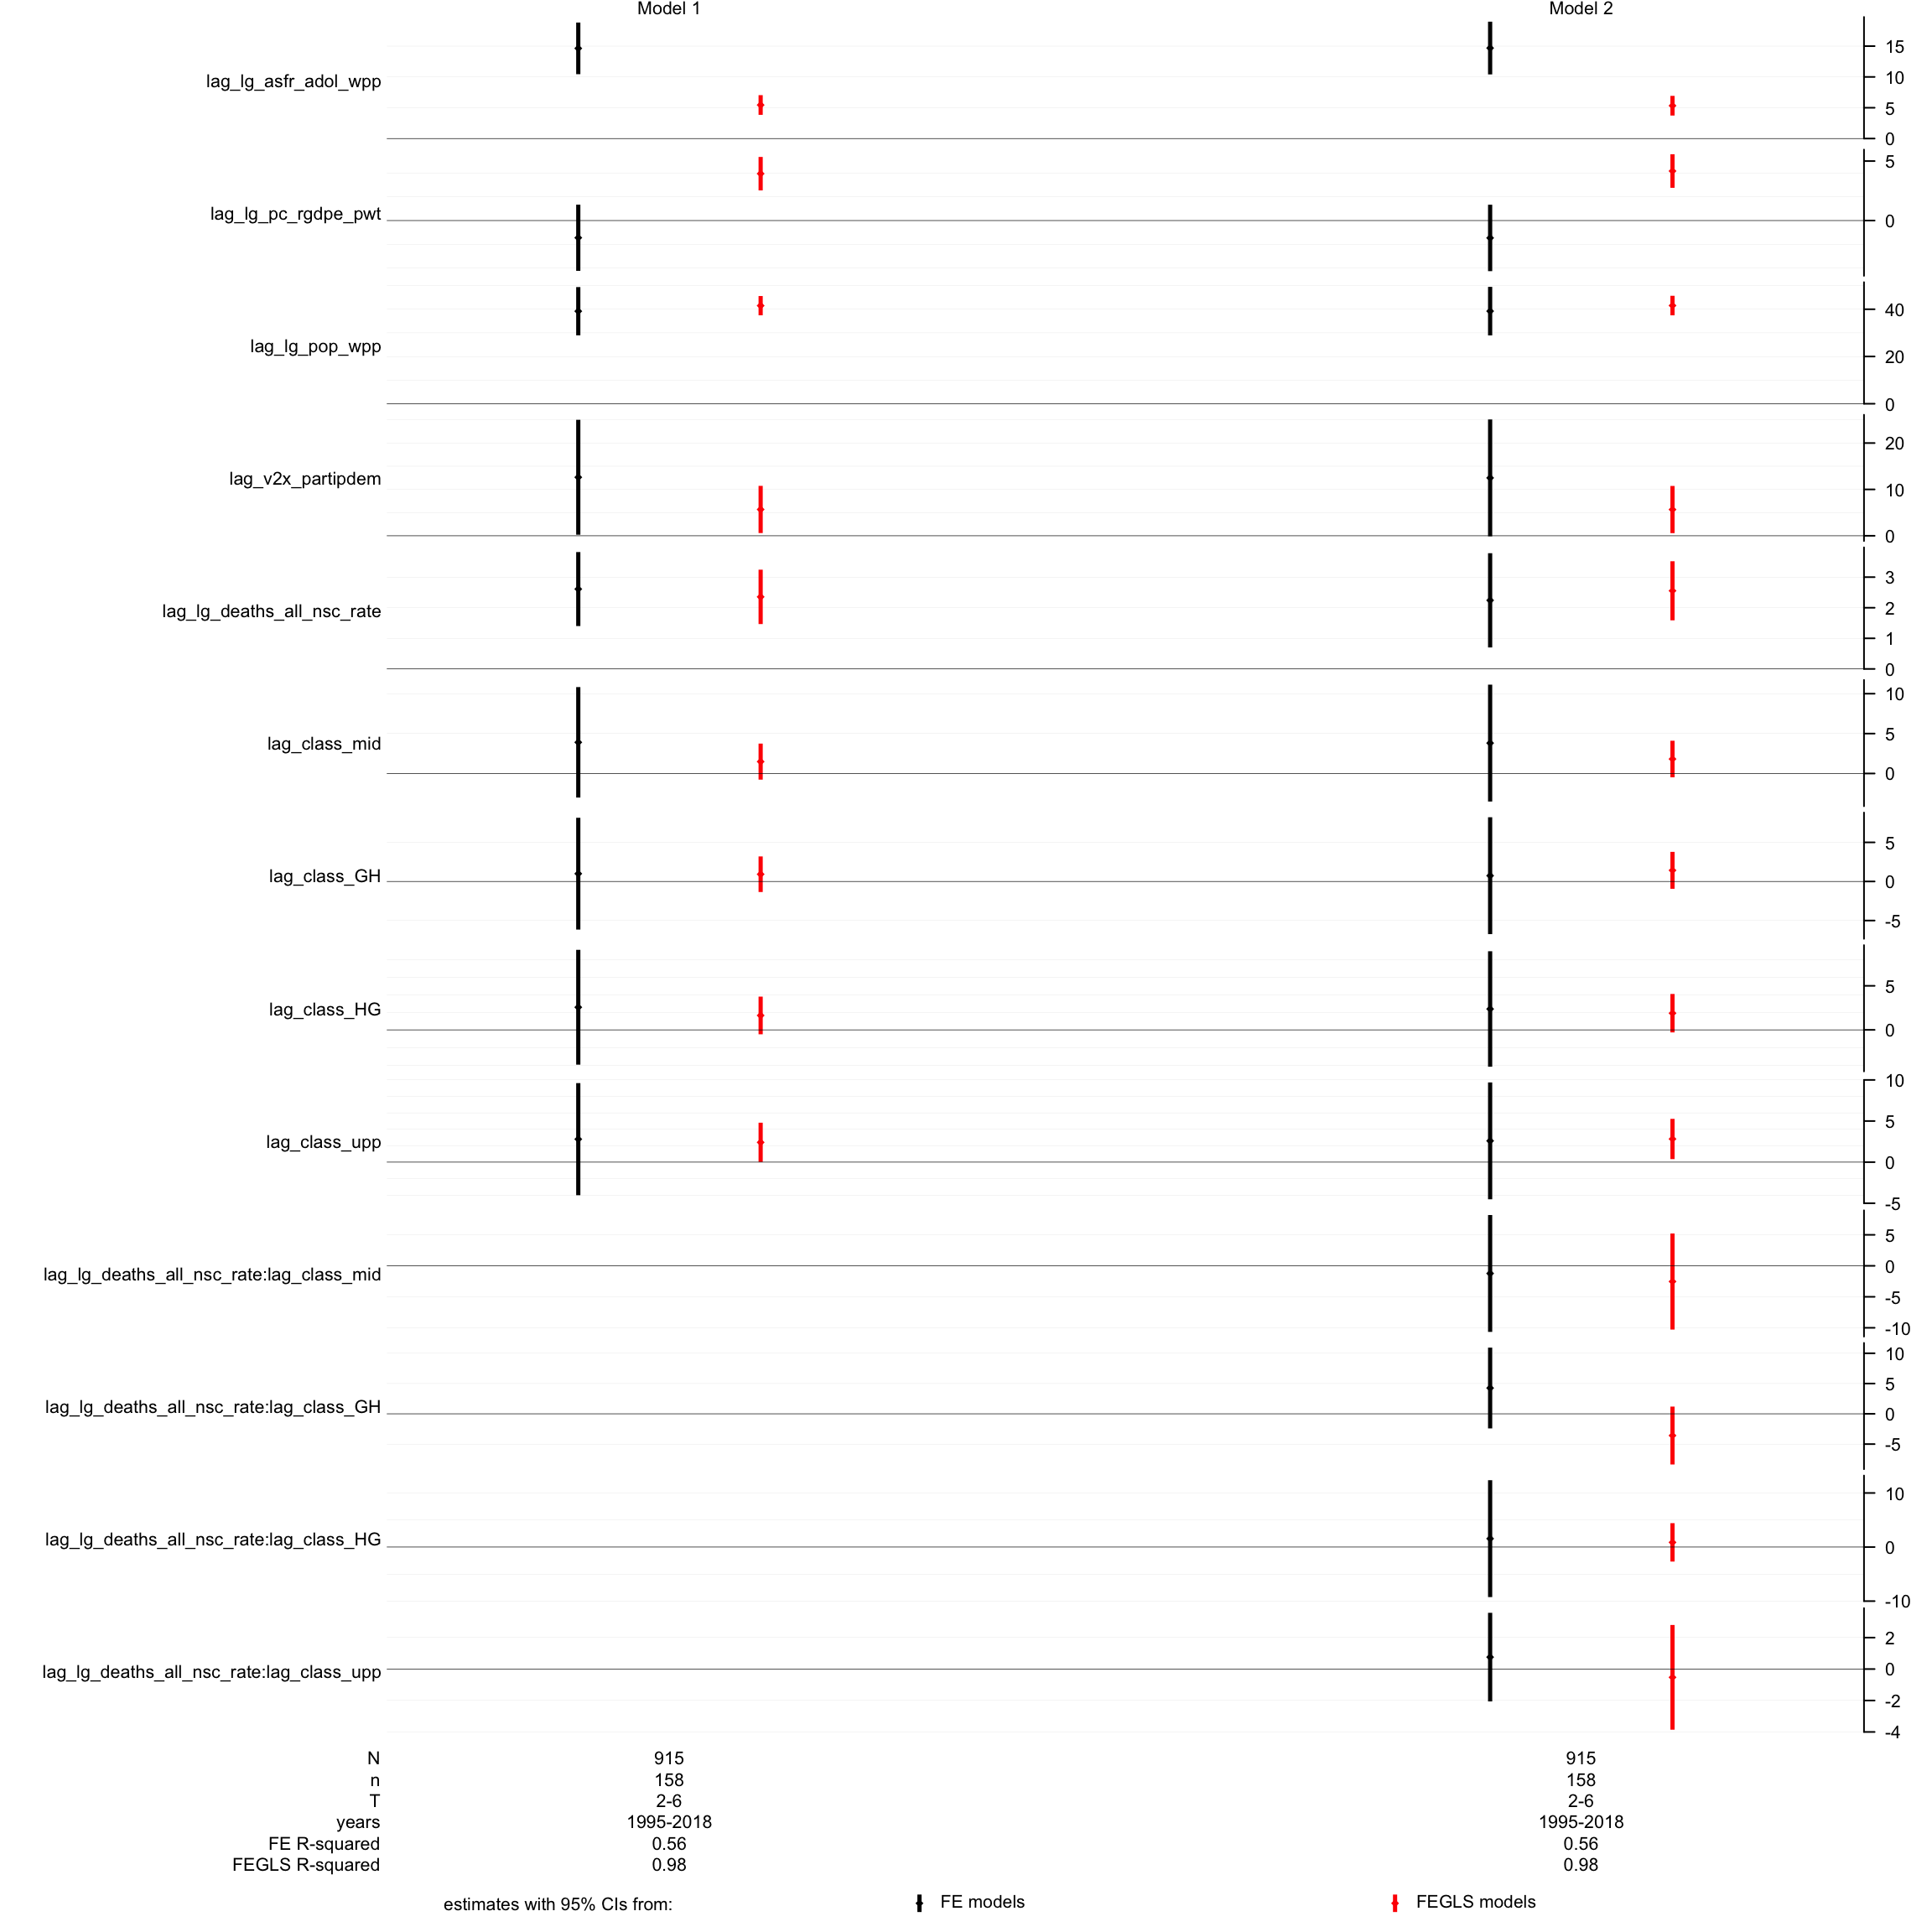 Model 1 Model 2
lag_lg_asfr_adol_wpp
15
10
5
0
lag_lg_pc_rgdpe_pwt
5
0
lag_lg_pop_wpp
40
20
0
lag_v2x_partipdem
20
10
0
lag_lg_deaths_all_nsc_rate
3
2
1
0
lag_class_mid
10
5
0
lag_class_GH
5
0
-5
lag_class_HG
5
0
lag_class_upp
10
5
0
-5
lag_lg_deaths_all_nsc_rate:lag_class_mid
5
0
-5
-10
lag_lg_deaths_all_nsc_rate:lag_class_GH
10
5
0
-5
lag_lg_deaths_all_nsc_rate:lag_class_HG
10
0
-10
lag_lg_deaths_all_nsc_rate:lag_class_upp
2
0
-2
-4
N 915 915
n 158 158
T 2-6 2-6
years 1995-2018 1995-2018
FE R-squared 0.56 0.56
FEGLS R-squared 0.98 0.98
estimates with 95% CIs from: FE models FEGLS models